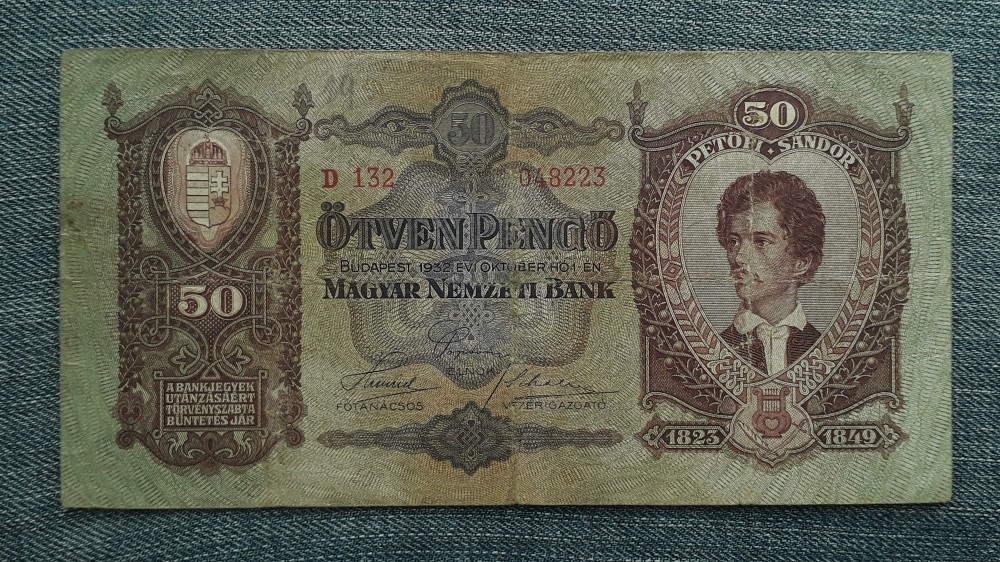 50
50
PETŐFI · SÁNDOR
D 132 048223
ÖTVEN PENGŐ
BUDAPEST, 1932. ÉVI OKTÓBER HÓ 1-ÉN
MAGYAR NEMZETI BANK
50
ELNÖK
FŐTANÁCSOS VEZÉRIGAZGATÓ
A BANKJEGYEK
UTÁNZÁSÁÉRT
TÖRVÉNYSZABTA
BÜNTETÉS JÁR
1823 1849